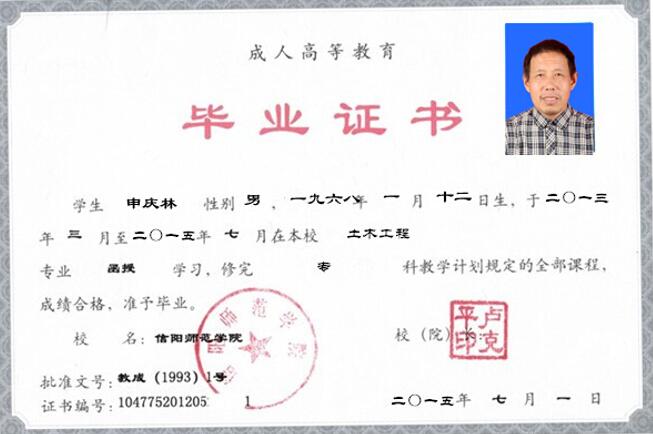 成人高等教育
毕业证书
学生 申庆林 性别 男 ，一九六八年 一 月 十二 日生，于二〇一三
年 三 月至二〇一五年 七 月在本校 土木工程
专业 函授 学习，修完 专 科教学计划规定的全部课程，
成绩合格，准予毕业。
校 名：信阳师范学院 校（院）长：
卢克平印
师范学院
批准文号：教成（1993）1号
证书编号：104775201205 1 二〇一五年 七 月 一 日